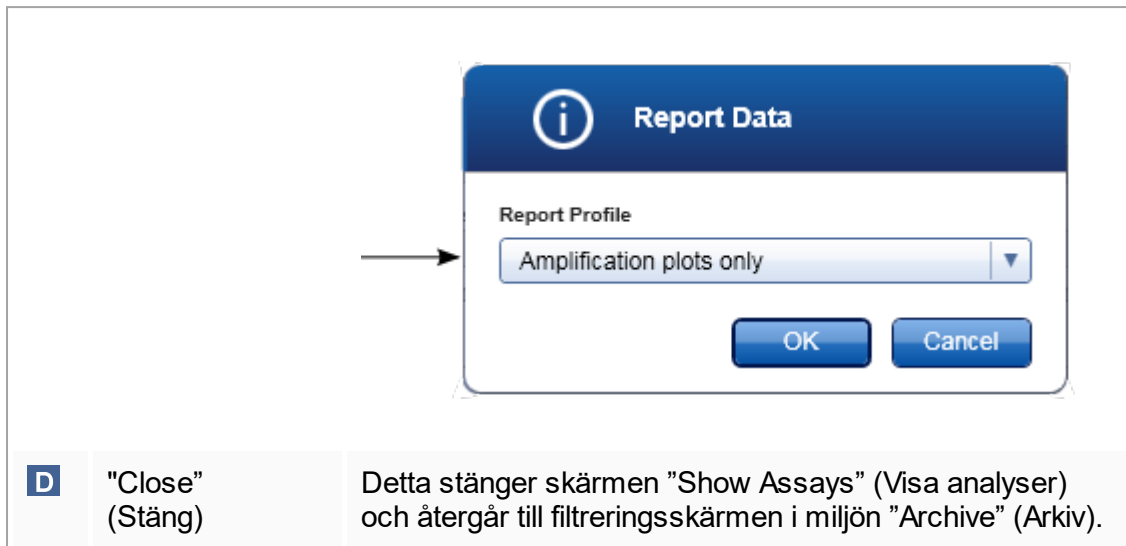 Report Data
Report Profile
Amplification plots only
OK Cancel
D "Close” Detta stänger skärmen ”Show Assays” (Visa analyser)
(Stäng) och återgår till filtreringsskärmen i miljön ”Archive” (Arkiv).